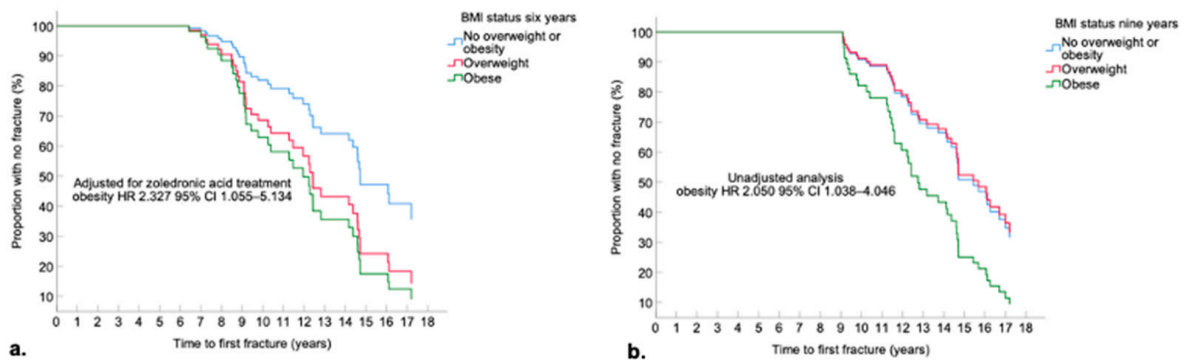 BMI status six years
No overweight or
obesity
Overweight
Obese
Proportion with no fracture (%)
100
90
80
70
60
50
40
30
20
10
Adjusted for zoledronic acid treatment
obesity HR 2.327 95% CI 1.055–5.134
0 1 2 3 4 5 6 7 8 9 10 11 12 13 14 15 16 17 18
Time to first fracture (years)
a.
BMI status nine years
No overweight or
obesity
Overweight
Obese
Proportion with no fracture (%)
100
90
80
70
60
50
40
30
20
10
Unadjusted analysis
obesity HR 2.050 95% CI 1.038–4.046
0 1 2 3 4 5 6 7 8 9 10 11 12 13 14 15 16 17 18
Time to first fracture (years)
b.